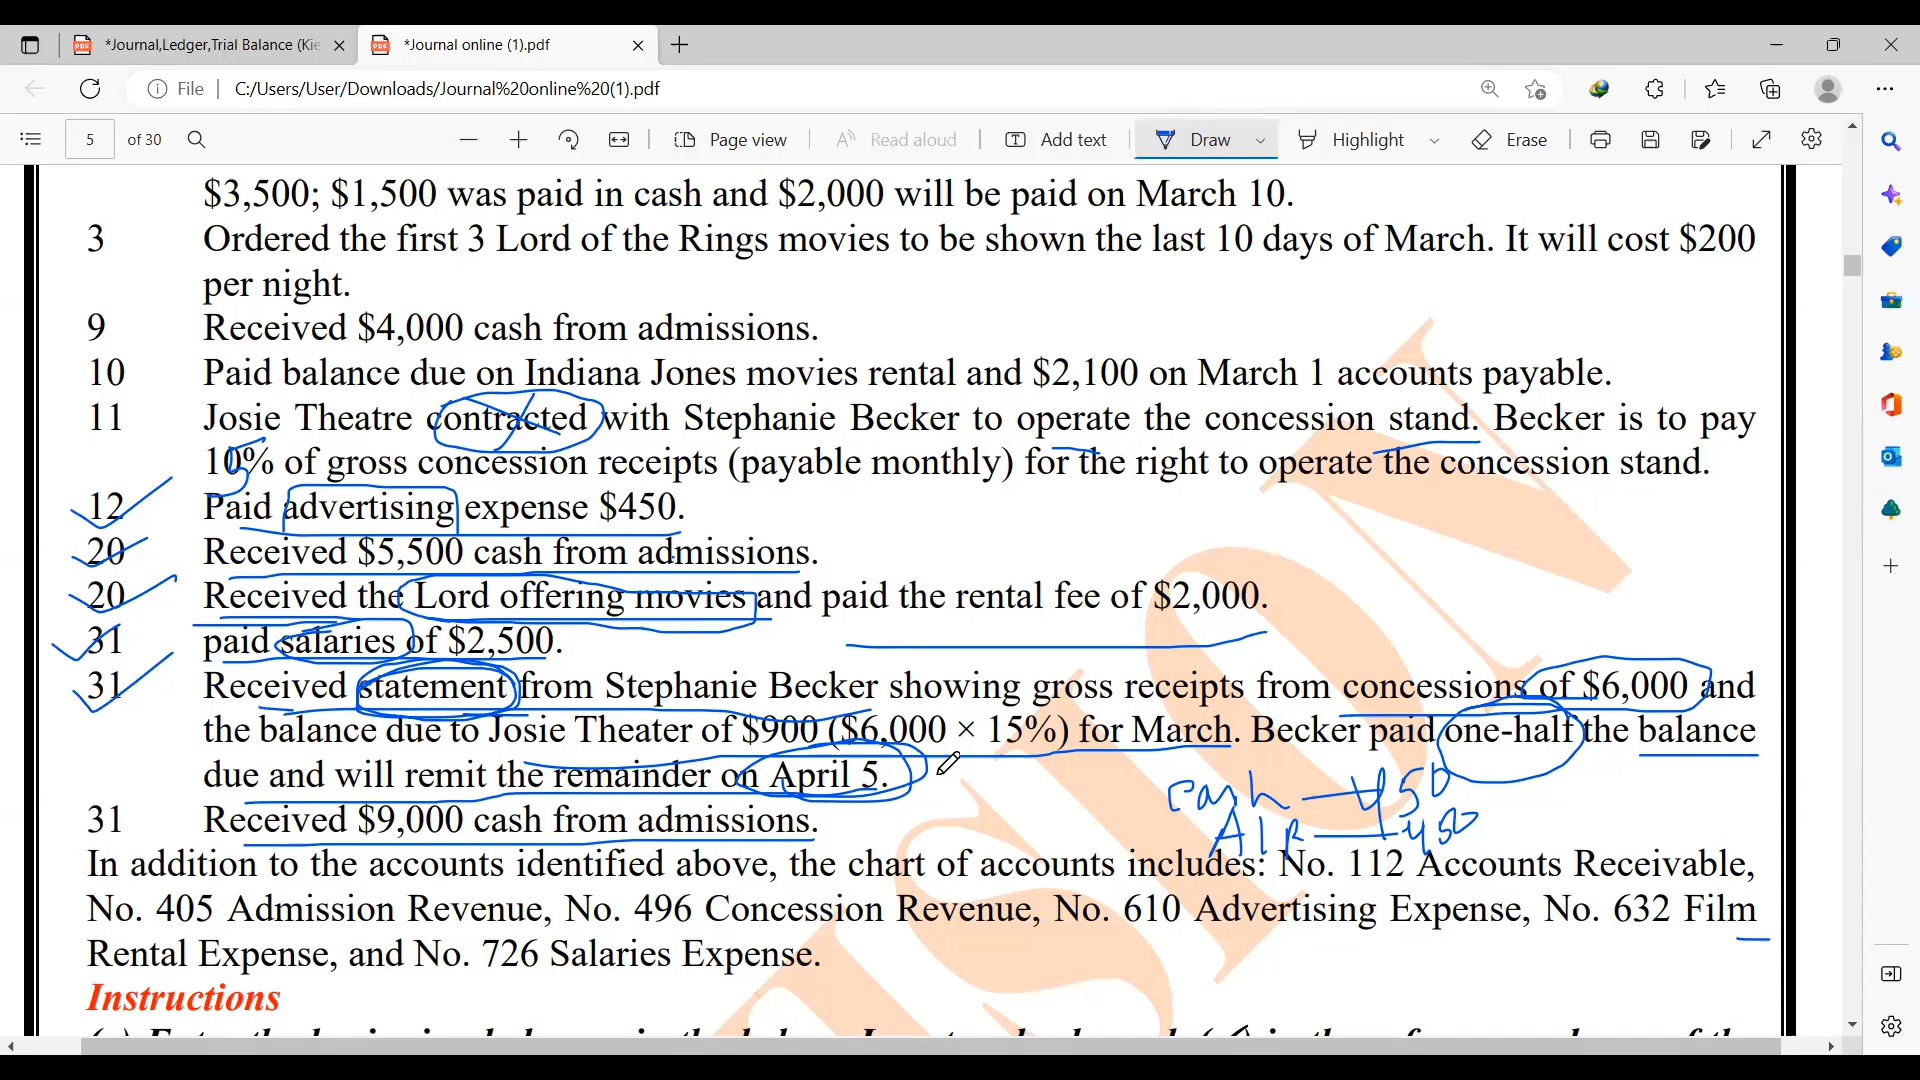 *Journal,Ledger,Trial Balance (Kie
*Journal online (1).pdf
File C:/Users/User/Downloads/Journal%20online%20(1).pdf
5 of 30 Page view Read aloud Add text Draw Highlight Erase
$3,500; $1,500 was paid in cash and $2,000 will be paid on March 10.
3 Ordered the first 3 Lord of the Rings movies to be shown the last 10 days of March. It will cost $200
per night.
9 Received $4,000 cash from admissions.
10 Paid balance due on Indiana Jones movies rental and $2,100 on March 1 accounts payable.
11 Josie Theatre contracted with Stephanie Becker to operate the concession stand. Becker is to pay
10% of gross concession receipts (payable monthly) for the right to operate the concession stand.
5
12 Paid advertising expense $450.
20 Received $5,500 cash from admissions.
20 Received the Lord offering movies and paid the rental fee of $2,000.
31 paid salaries of $2,500.
31 Received statement from Stephanie Becker showing gross receipts from concessions of $6,000 and
the balance due to Josie Theater of $900 ($6,000 × 15%) for March. Becker paid one-half the balance
due and will remit the remainder on April 5.
cash 450
A/R 450
31 Received $9,000 cash from admissions.
In addition to the accounts identified above, the chart of accounts includes: No. 112 Accounts Receivable,
No. 405 Admission Revenue, No. 496 Concession Revenue, No. 610 Advertising Expense, No. 632 Film
Rental Expense, and No. 726 Salaries Expense.
Instructions